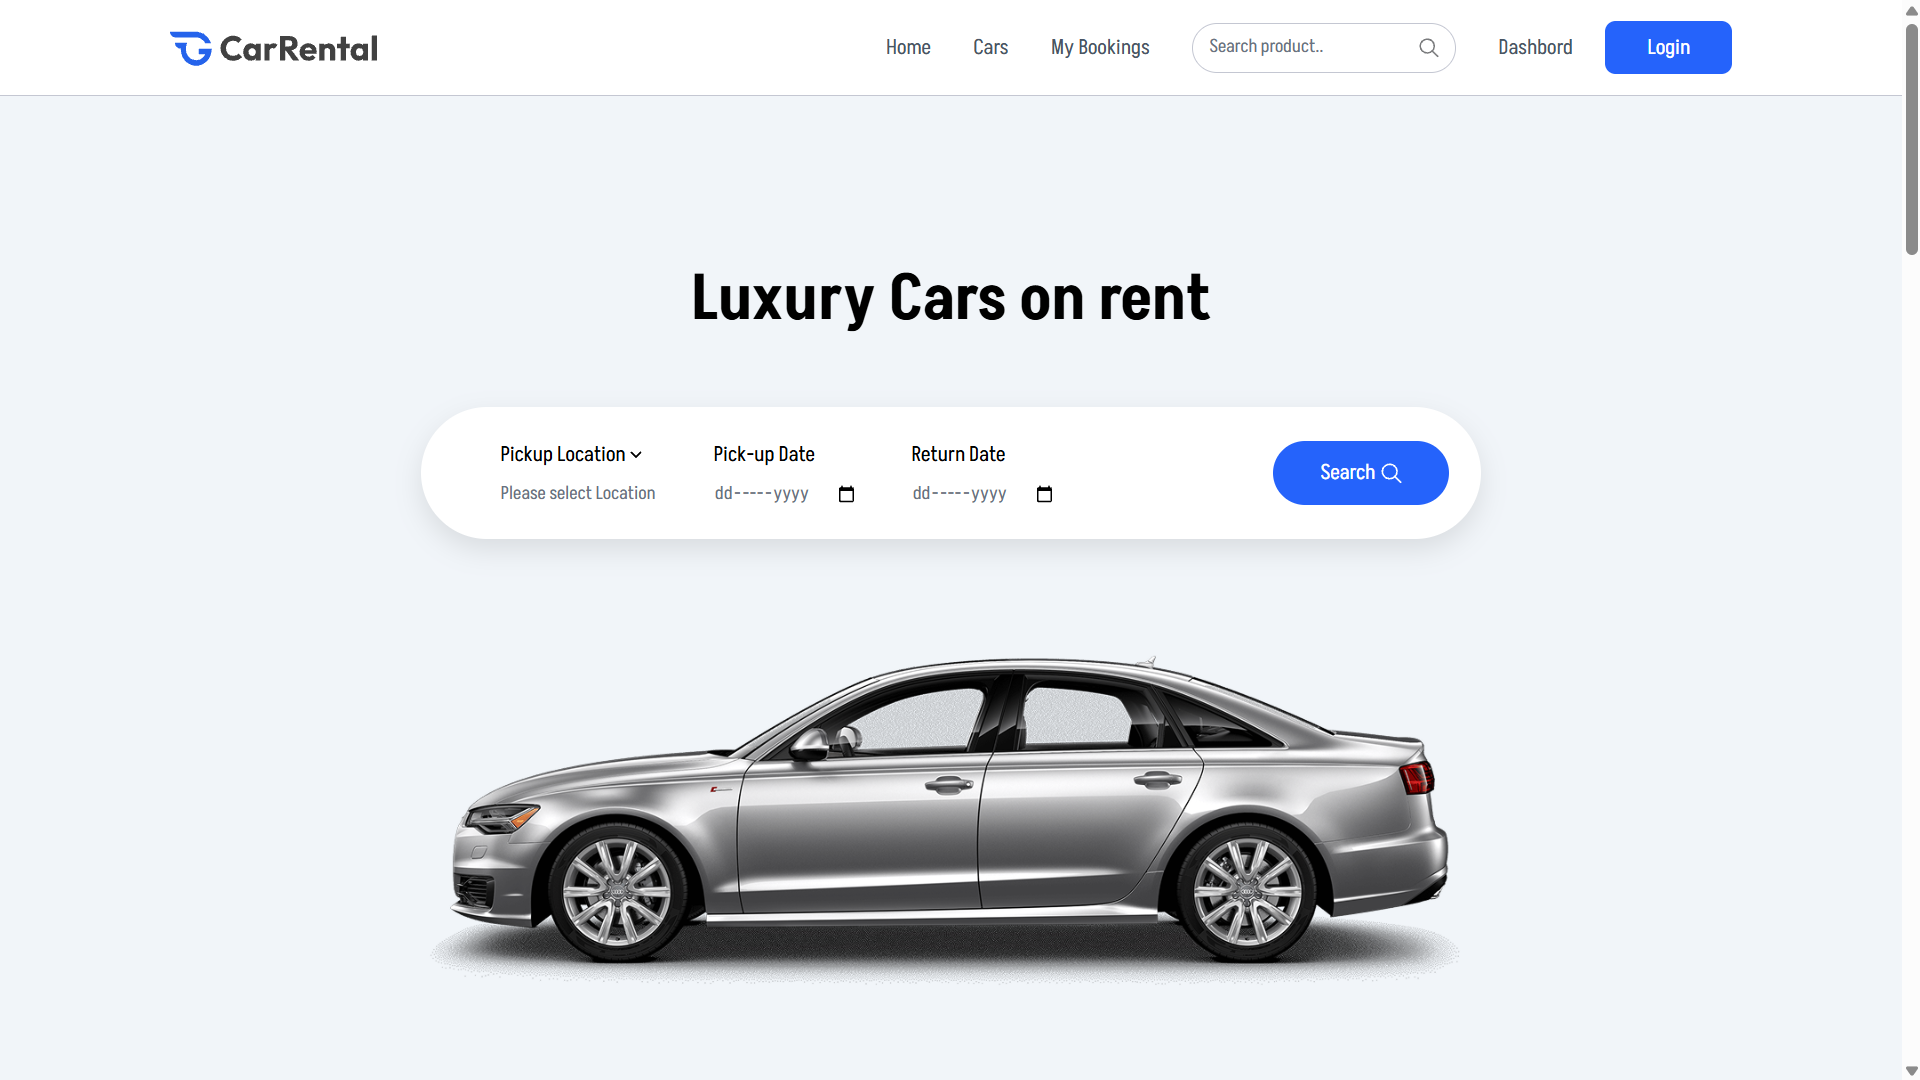 CarRental
Home Cars My Bookings Search product.. Dashbord Login
Luxury Cars on rent
Pickup Location Pick-up Date Return Date
Please select Location dd-----yyyy dd-----yyyy
Search